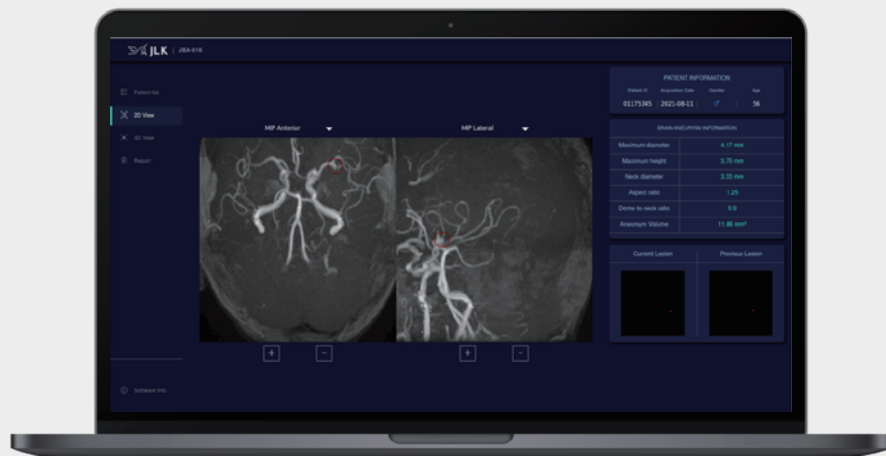 JLK | JBA-01K
Patient list
2D View
3D View
Report
Software Info
MIP Anterior
MIP Lateral
+ -
+ -
PATIENT INFORMATION
Patient ID Acquisition Date Gender Age
01175345 2021-08-11 ♂ 56
BRAIN ANEURYSM INFORMATION
Maximum diameter 4.17 mm
Maximum height 3.75 mm
Neck diameter 3.33 mm
Aspect ratio 1.25
Dome-to-neck ratio 0.9
Aneurysm Volume 11.86 mm³
Current Lesion Previous Lesion